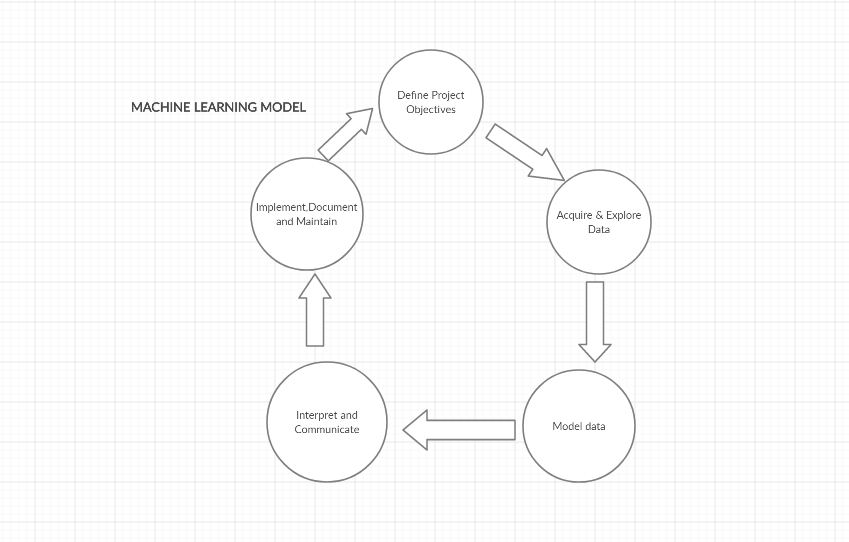 MACHINE LEARNING MODEL
Define Project
Objectives
Acquire & Explore
Data
Model data
Interpret and
Communicate
Implement,Document
and Maintain